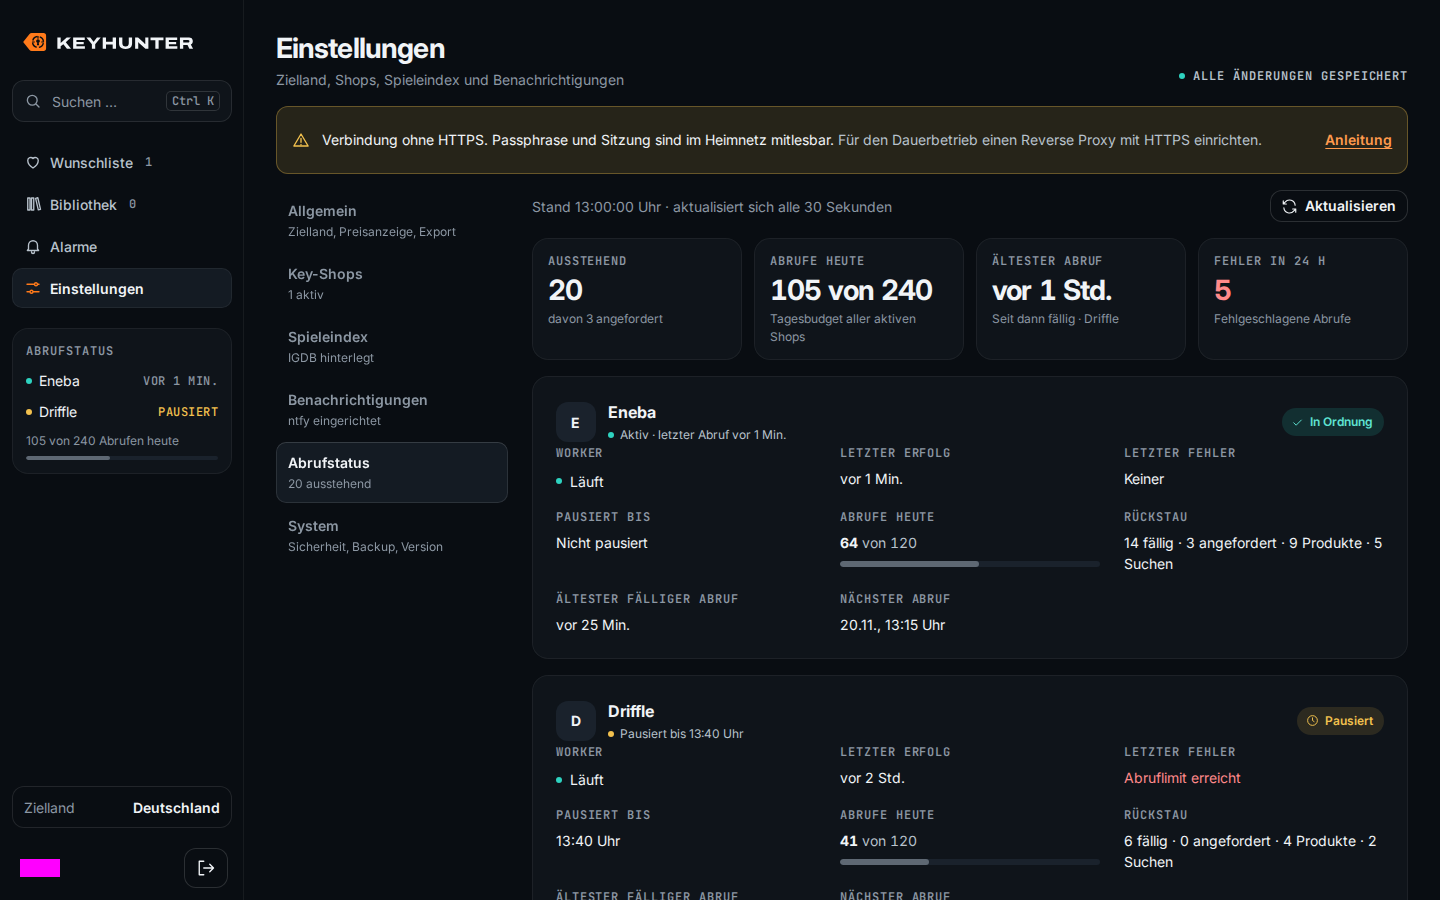 KEYHUNTER
Suchen ... Ctrl K
Wunschliste 1
Bibliothek 0
Alarme
Einstellungen
ABRUFSTATUS
Eneba VOR 1 MIN.
Driffle PAUSIERT
105 von 240 Abrufen heute
Zielland Deutschland
Einstellungen
Zielland, Shops, Spieleindex und Benachrichtigungen
ALLE ÄNDERUNGEN GESPEICHERT
Verbindung ohne HTTPS. Passphrase und Sitzung sind im Heimnetz mitlesbar. Für den Dauerbetrieb einen Reverse Proxy mit HTTPS einrichten. Anleitung
Allgemein
Zielland, Preisanzeige, Export
Key-Shops
1 aktiv
Spieleindex
IGDB hinterlegt
Benachrichtigungen
ntfy eingerichtet
Abrufstatus
20 ausstehend
System
Sicherheit, Backup, Version
Stand 13:00:00 Uhr · aktualisiert sich alle 30 Sekunden
Aktualisieren
AUSSTEHEND
20
davon 3 angefordert
ABRUFE HEUTE
105 von 240
Tagesbudget aller aktiven
Shops
ÄLTESTER ABRUF
vor 1 Std.
Seit dann fällig · Driffle
FEHLER IN 24 H
5
Fehlgeschlagene Abrufe
E
Eneba
Aktiv · letzter Abruf vor 1 Min.
In Ordnung
WORKER
Läuft
LETZTER ERFOLG
vor 1 Min.
LETZTER FEHLER
Keiner
PAUSIERT BIS
Nicht pausiert
ABRUFE HEUTE
64 von 120
RÜCKSTAU
14 fällig · 3 angefordert · 9 Produkte · 5
Suchen
ÄLTESTER FÄLLIGER ABRUF
vor 25 Min.
NÄCHSTER ABRUF
20.11., 13:15 Uhr
D
Driffle
Pausiert bis 13:40 Uhr
Pausiert
WORKER
Läuft
LETZTER ERFOLG
vor 2 Std.
LETZTER FEHLER
Abruflimit erreicht
PAUSIERT BIS
13:40 Uhr
ABRUFE HEUTE
41 von 120
RÜCKSTAU
6 fällig · 0 angefordert · 4 Produkte · 2
Suchen
ÄLTESTER FÄLLIGER ABRUF
NÄCHSTER ABRUF